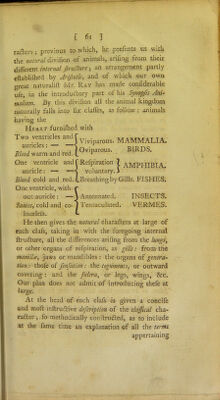 [ 61 ]
racters; previous to which, he presents us with
the natural division of animals, arising from their
different internal structure; an arrangement partly
established by Aristotle, and of which our own
great naturalist Mr. RAY has made considerable
use, in the introductory part of his Synopsis Ani-
malium. By this division all the animal kingdom
naturally falls into six classes, as follow: animals
having the
HEART furnished with
Two ventricles and { Viviparous. MAMMALIA.
auricles: — —
Blood warm and red. { Oviparous. BIRDS.
One ventricle and { Respiration } AMPHIBIA.
auricle: — — voluntary.
Blood cold and red. { Breathing by Gills. FISHES.
One ventricle, with {
out auricle: — Antennated. INSECTS.
Sanies, cold and co- Tentaculated. VERMES.
lourless.
He then gives the natural characters at large of
each class, taking in with the foregoing internal
structure, all the differences arising from the lungs,
or other organs of respiration, as gills: from the
maxillæ, jaws or mandibles: the organs of genera-
tion: those of sensation: the teguments, or outward
covering: and the fulcra, or legs, wings, &c.
Our plan does not admit of introducing these at
large.
At the head of each class is given a concise
and most instructive description of the classical cha-
racter; so methodically constructed, as to include
at the same time an explanation of all the terms
appertaining